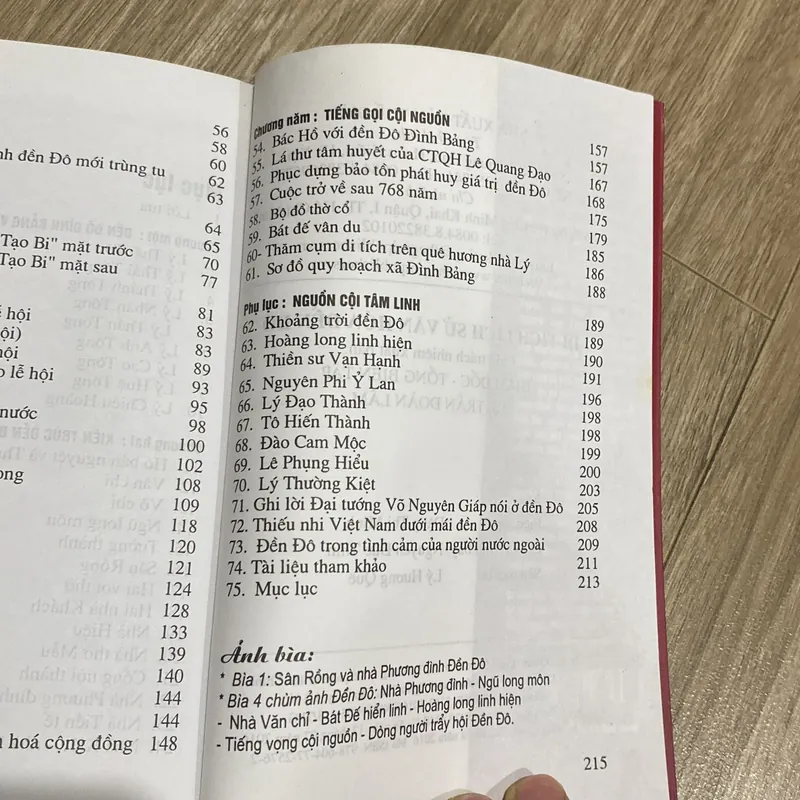 56
58
nh đền Đô mới trùng tu 60
62
63
64
Tạo Bi" mặt trước 65
Tạo Bi" mặt sau 70
77
81
ễ hội 83
ội) 83
hội 89
o lễ hội 93
95
nước 98
100
ong 102
108
109
118
120
121
124
128
133
139
140
144
144
n hoá cộng đồng 148
Chương năm : TIẾNG GỌI CỘI NGUỒN 157
54. Bác Hồ với đền Đô Đình Bảng 157
55. Lá thư tâm huyết của CTQH Lê Quang Đạo 167
56. Phục dựng bảo tồn phát huy giá trị đền Đô 168
57. Cuộc trở về sau 768 năm 175
58. Bộ đồ thờ cổ 179
59. Bát đế vân du 185
60- Thăm cụm di tích trên quê hương nhà Lý 186
61. Sơ đồ quy hoạch xã Đình Bảng 188
Phụ lục : NGUỒN CỘI TÂM LINH
62. Khoảng trời đền Đô 189
63. Hoàng long linh hiện 189
64. Thiền sư Vạn Hạnh 190
65. Nguyên Phi Ỷ Lan 191
66. Lý Đạo Thành 196
67. Tô Hiến Thành 198
68. Đào Cam Mộc 198
69. Lê Phụng Hiểu 199
70. Lý Thường Kiệt 200
203
71. Ghi lời Đại tướng Võ Nguyên Giáp nói ở đền Đô 205
72. Thiếu nhi Việt Nam dưới mái đền Đô 208
73. Đền Đô trong tình cảm của người nước ngoài 209
74. Tài liệu tham khảo 211
75. Mục lục 213
Ảnh bìa:
* Bìa 1: Sân Rồng và nhà Phương đình Đền Đô
* Bìa 4 chùm ảnh Đền Đô: Nhà Phương đình - Ngũ long môn
- Nhà Văn chỉ - Bát Đế hiển linh - Hoàng long linh hiện
- Tiếng vọng cội nguồn - Dòng người trẩy hội Đền Đô.
215